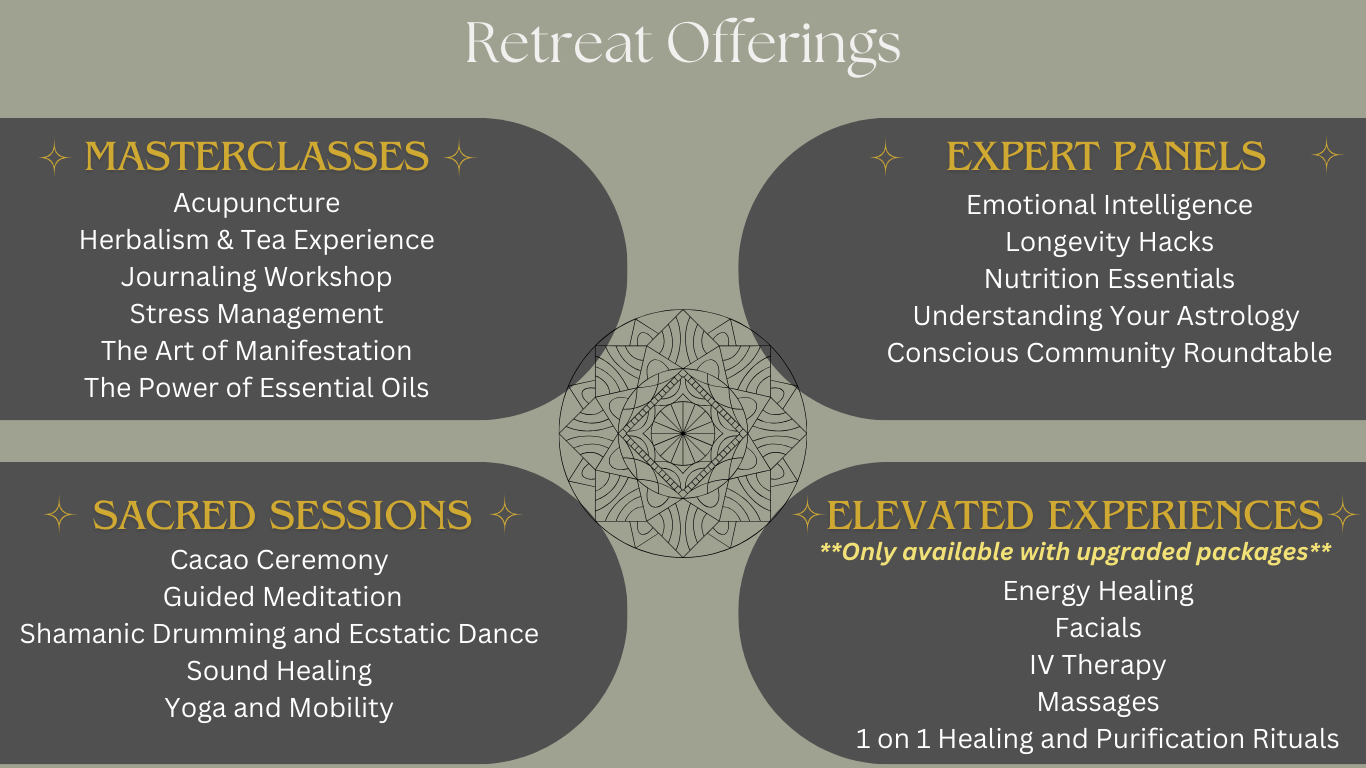 Retreat Offerings
MASTERCLASSES
Acupuncture
Herbalism & Tea Experience
Journaling Workshop
Stress Management
The Art of Manifestation
The Power of Essential Oils
EXPERT PANELS
Emotional Intelligence
Longevity Hacks
Nutrition Essentials
Understanding Your Astrology
Conscious Community Roundtable
SACRED SESSIONS
Cacao Ceremony
Guided Meditation
Shamanic Drumming and Ecstatic Dance
Sound Healing
Yoga and Mobility
ELEVATED EXPERIENCES
**Only available with upgraded packages**
Energy Healing
Facials
IV Therapy
Massages
1 on 1 Healing and Purification Rituals